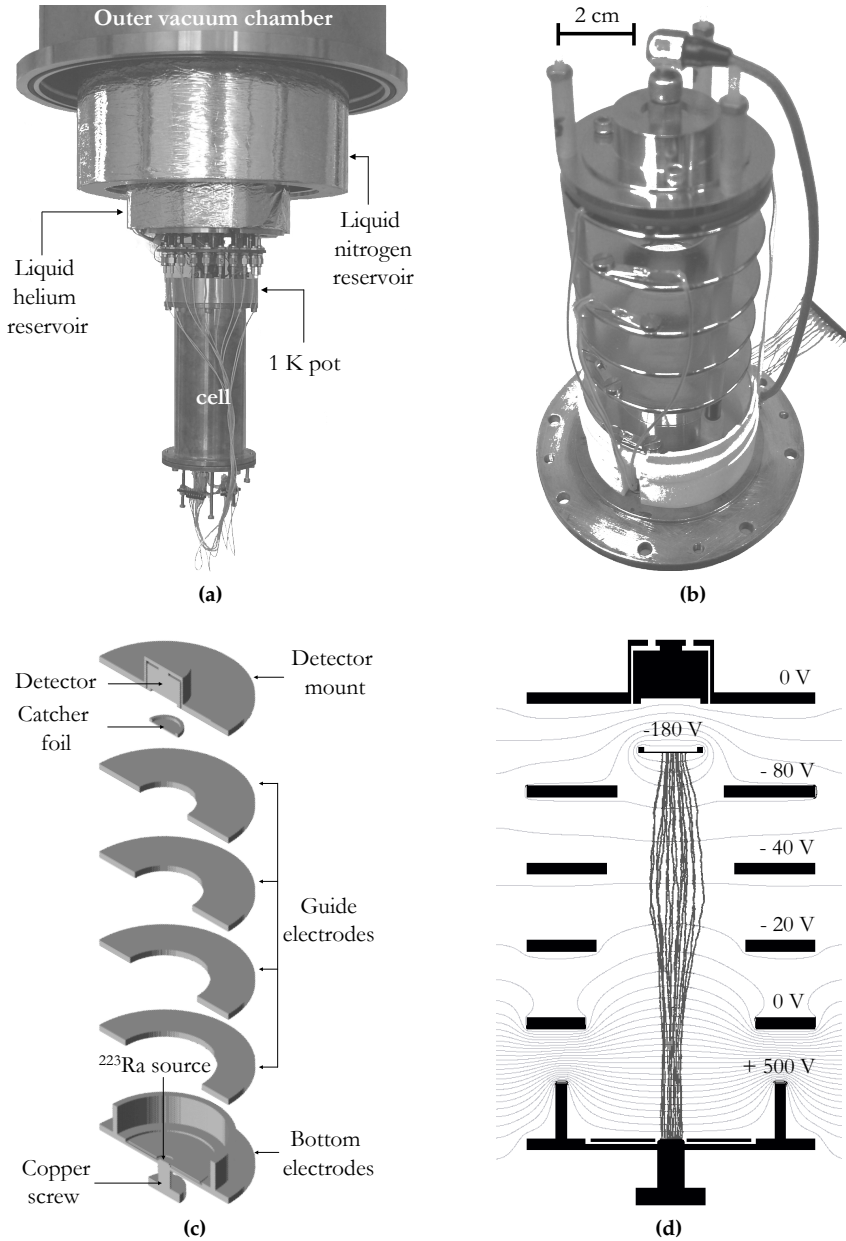 Outer vacuum chamber
Liquid
nitrogen
reservoir
Liquid
helium
reservoir
1 K pot
cell
(a)
2 cm
(b)
Detector
Detector
mount
Catcher
foil
Guide
electrodes
²²³Ra source
Bottom
electrodes
Copper
screw
(c)
0 V
-180 V
- 80 V
- 40 V
- 20 V
0 V
+ 500 V
(d)